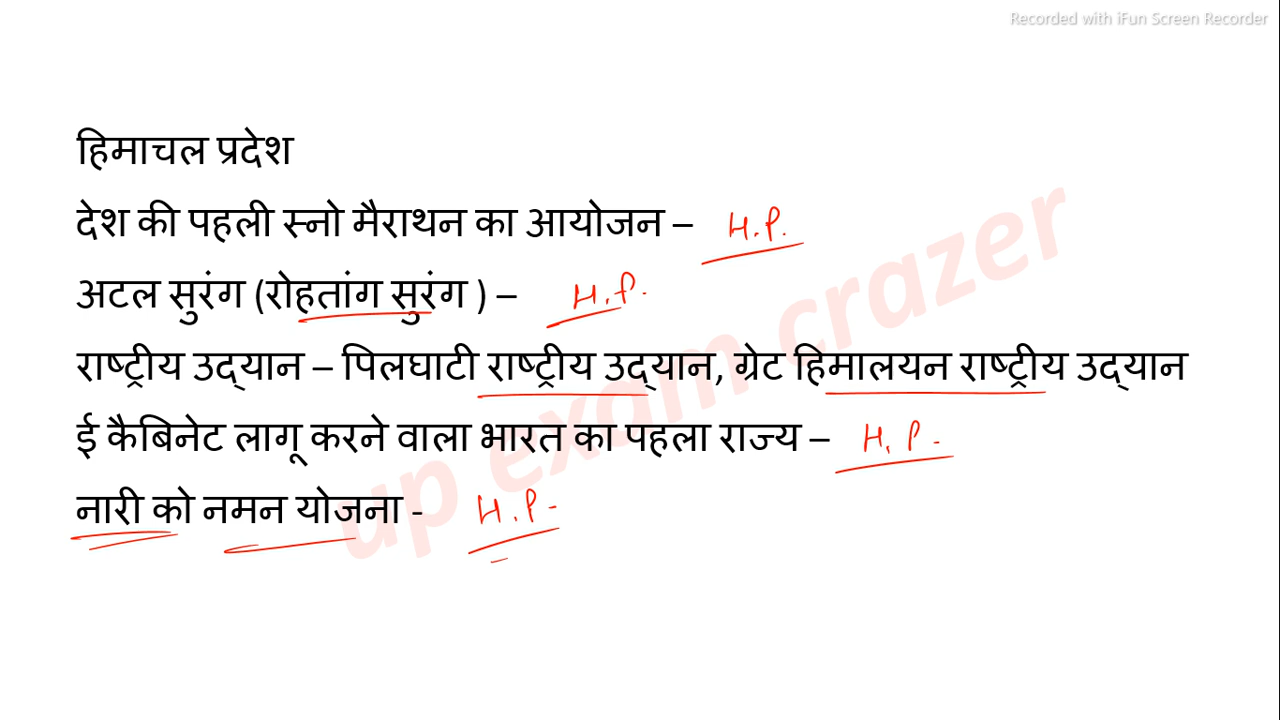 Recorded with iFun Screen Recorder
हिमाचल प्रदेश
देश की पहली स्नो मैराथन का आयोजन – H.P.
अटल सुरंग (रोहतांग सुरंग ) – H.P.
राष्ट्रीय उद्यान – पिलघाटी राष्ट्रीय उद्यान, ग्रेट हिमालयन राष्ट्रीय उद्यान
ई कैबिनेट लागू करने वाला भारत का पहला राज्य – H.P.
नारी को नमन योजना - H.P.
up exam crazer